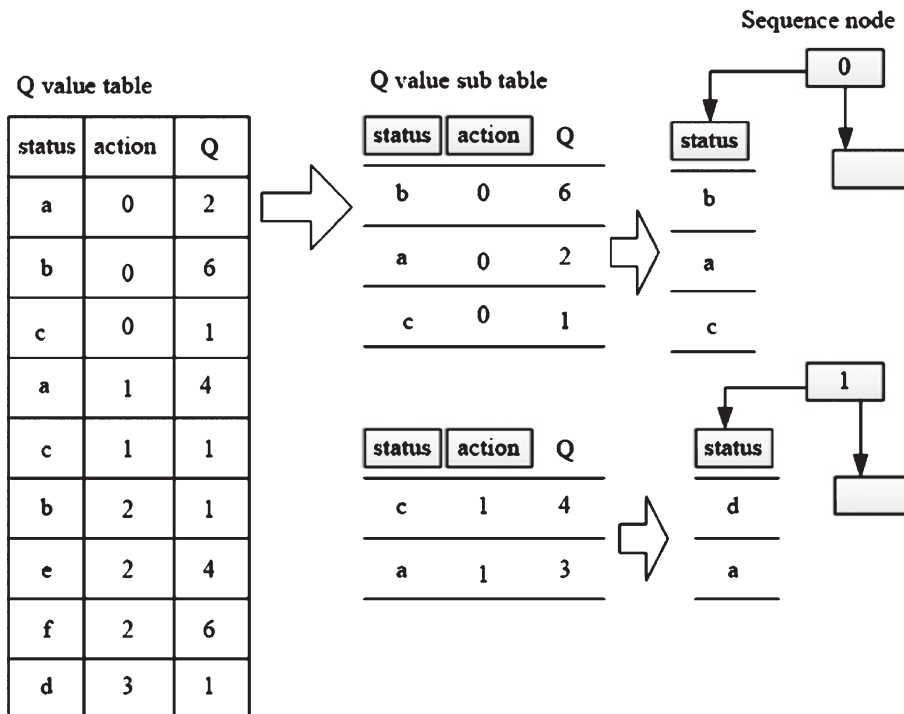 Sequence node
0
Q value table
Q value sub table
status action Q
a 0 2
b 0 6
c 0 1
a 1 4
c 1 1
b 2 1
e 2 4
f 2 6
d 3 1
status action Q
b 0 6
a 0 2
c 0 1
status
b
a
c
1
status action Q
c 1 4
a 1 3
status
d
a